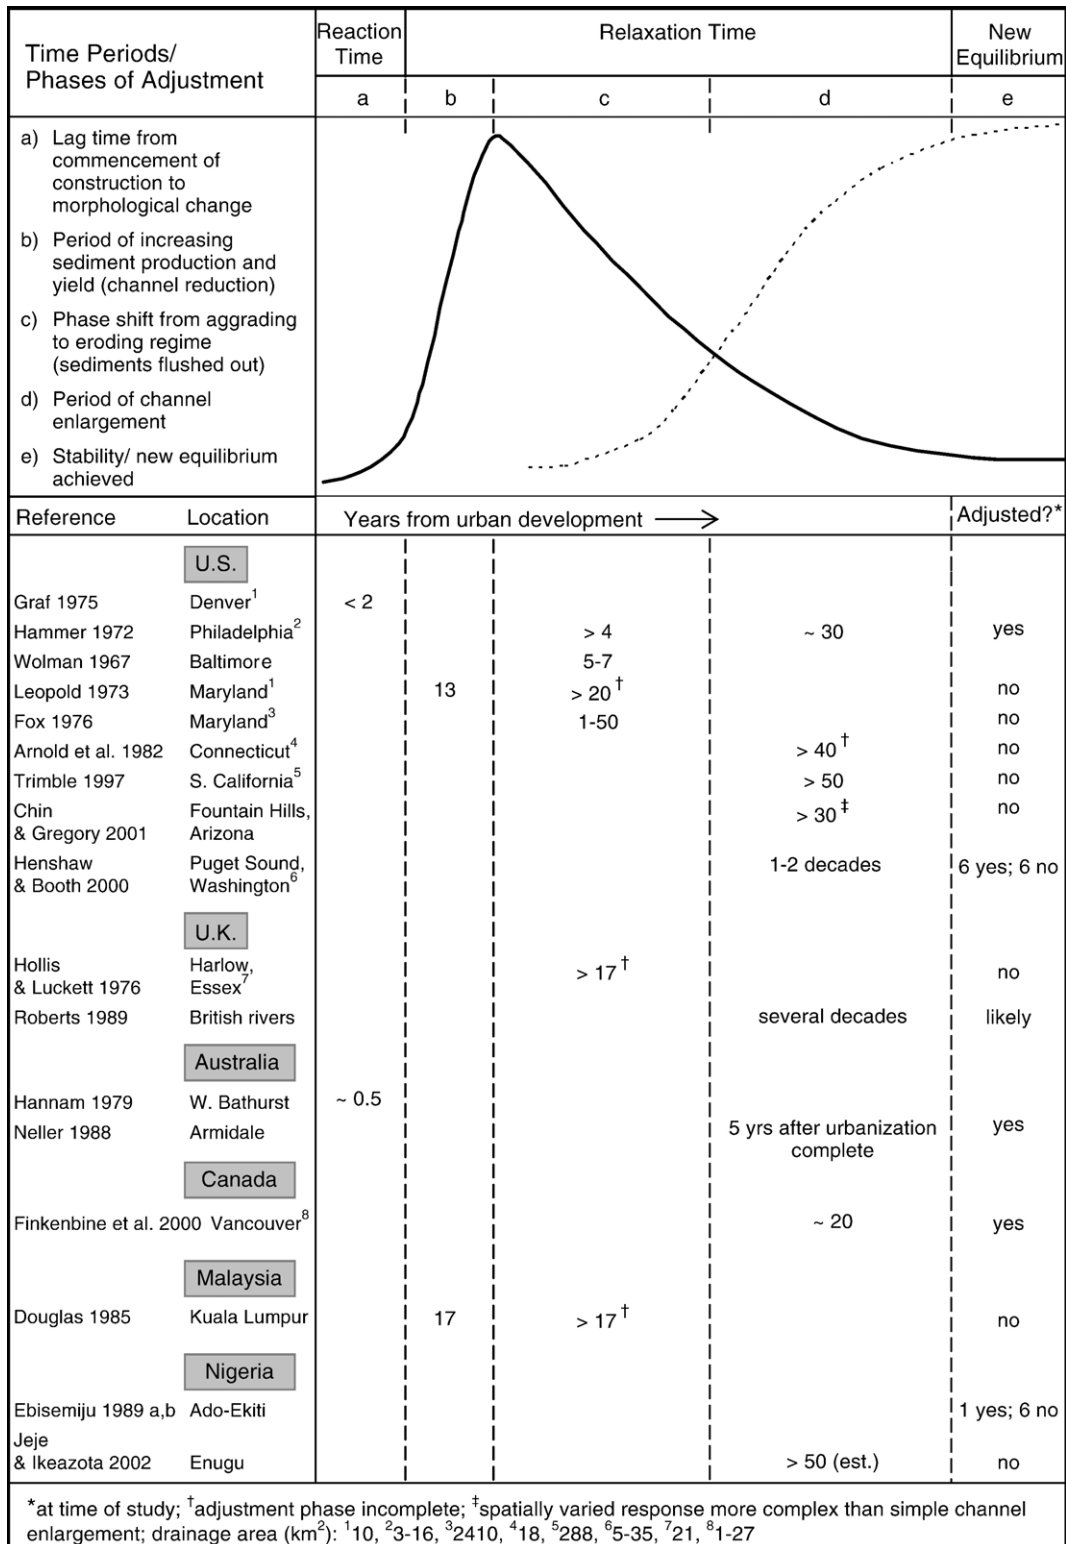 Time Periods/
Phases of Adjustment
Reaction
Time
Relaxation Time
New
Equilibrium
a b c d e
a) Lag time from
commencement of
construction to
morphological change
b) Period of increasing
sediment production and
yield (channel reduction)
c) Phase shift from aggrading
to eroding regime
(sediments flushed out)
d) Period of channel
enlargement
e) Stability/ new equilibrium
achieved
Reference Location Years from urban development → Adjusted?*
U.S.
Graf 1975 Denver¹ < 2
Hammer 1972 Philadelphia² > 4 ~ 30 yes
Wolman 1967 Baltimore 5-7
Leopold 1973 Maryland¹ 13 > 20† no
Fox 1976 Maryland³ 1-50 no
Arnold et al. 1982 Connecticut⁴ > 40† no
Trimble 1997 S. California⁵ > 50 no
Chin Fountain Hills, > 30‡ no
& Gregory 2001 Arizona
Henshaw Puget Sound, 1-2 decades 6 yes; 6 no
& Booth 2000 Washington⁶
U.K.
Hollis Harlow, > 17† no
& Luckett 1976 Essex⁷
Roberts 1989 British rivers several decades likely
Australia
Hannam 1979 W. Bathurst ~ 0.5
Neller 1988 Armidale 5 yrs after urbanization yes
complete
Canada
Finkenbine et al. 2000 Vancouver⁸ ~ 20 yes
Malaysia
Douglas 1985 Kuala Lumpur 17 > 17† no
Nigeria
Ebisemiju 1989 a,b Ado-Ekiti 1 yes; 6 no
Jeje
& Ikeazota 2002 Enugu > 50 (est.) no
*at time of study; †adjustment phase incomplete; ‡spatially varied response more complex than simple channel
enlargement; drainage area (km²): ¹10, ²3-16, ³2410, ⁴18, ⁵288, ⁶5-35, ⁷21, ⁸1-27